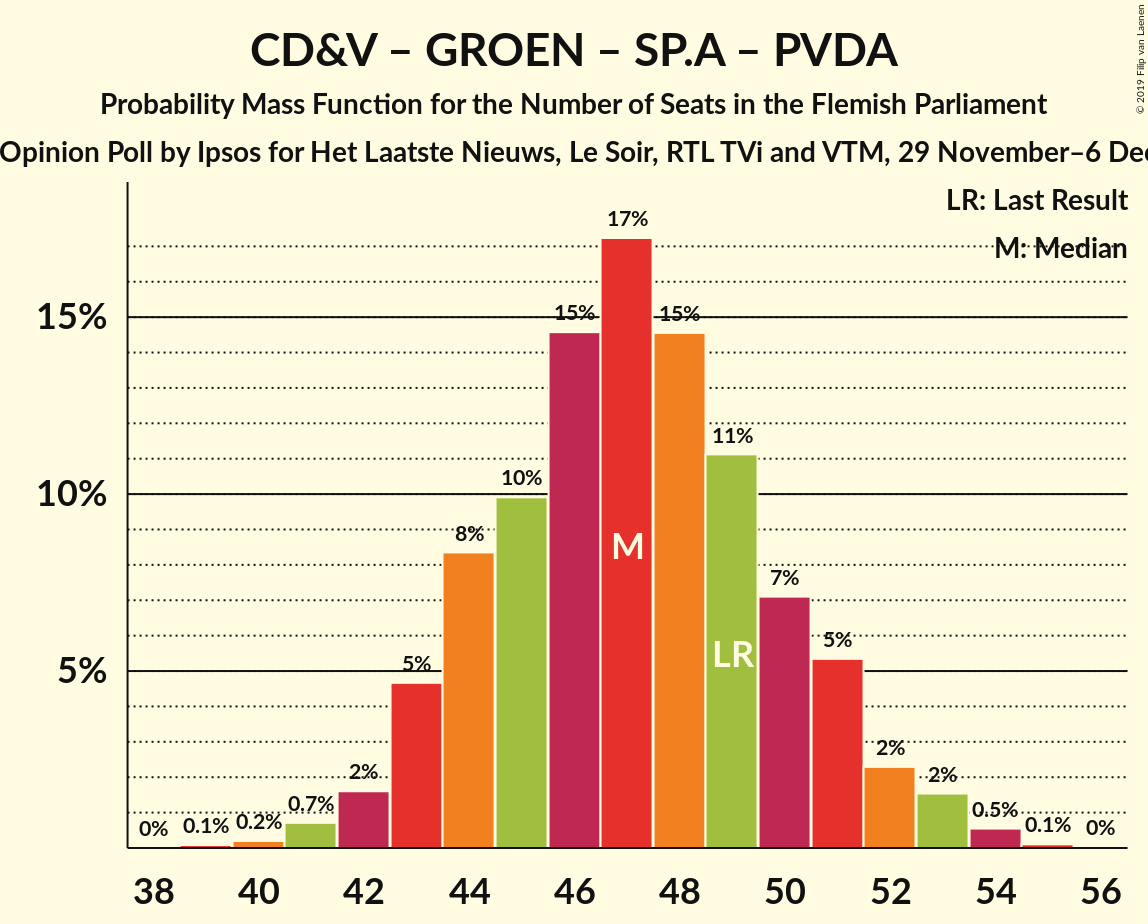 CD&V – GROEN – SP.A – PVDA
Probability Mass Function for the Number of Seats in the Flemish Parliament
Opinion Poll by Ipsos for Het Laatste Nieuws, Le Soir, RTL TVi and VTM, 29 November–6 Dec
© 2019 Filip van Laenen
LR: Last Result
M: Median
17%
15%
15%
15%
11%
10%
10%
8%
M
7%
LR
5%
5%
5%
2%
2%
2%
0.7%
0.5%
0%
0.1%
0.2%
0.1%
0%
38 40 42 44 46 48 50 52 54 56